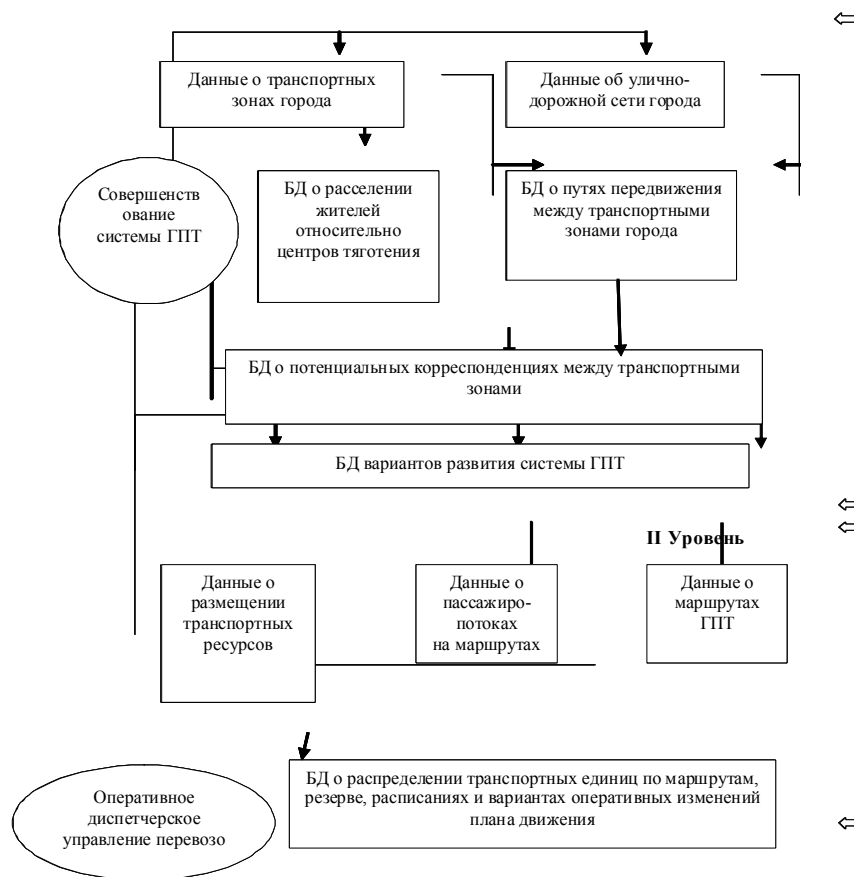 Данные о транспортных
зонах города
Данные об улично-
дорожной сети города
Совершенств
ование
системы ГПТ
БД о расселении
жителей
относительно
центров тяготения
БД о путях передвижения
между транспортными
зонами города
БД о потенциальных корреспонденциях между транспортными
зонами
БД вариантов развития системы ГПТ
II Уровень
Данные о
размещении
транспортных
ресурсов
Данные о
пассажиро-
потоках
на маршрутах
Данные о
маршрутах
ГПТ
Оперативное
диспетчерское
управление перевозо
БД о распределении транспортных единиц по маршрутам,
резерве, расписаниях и вариантах оперативных изменений
плана движения